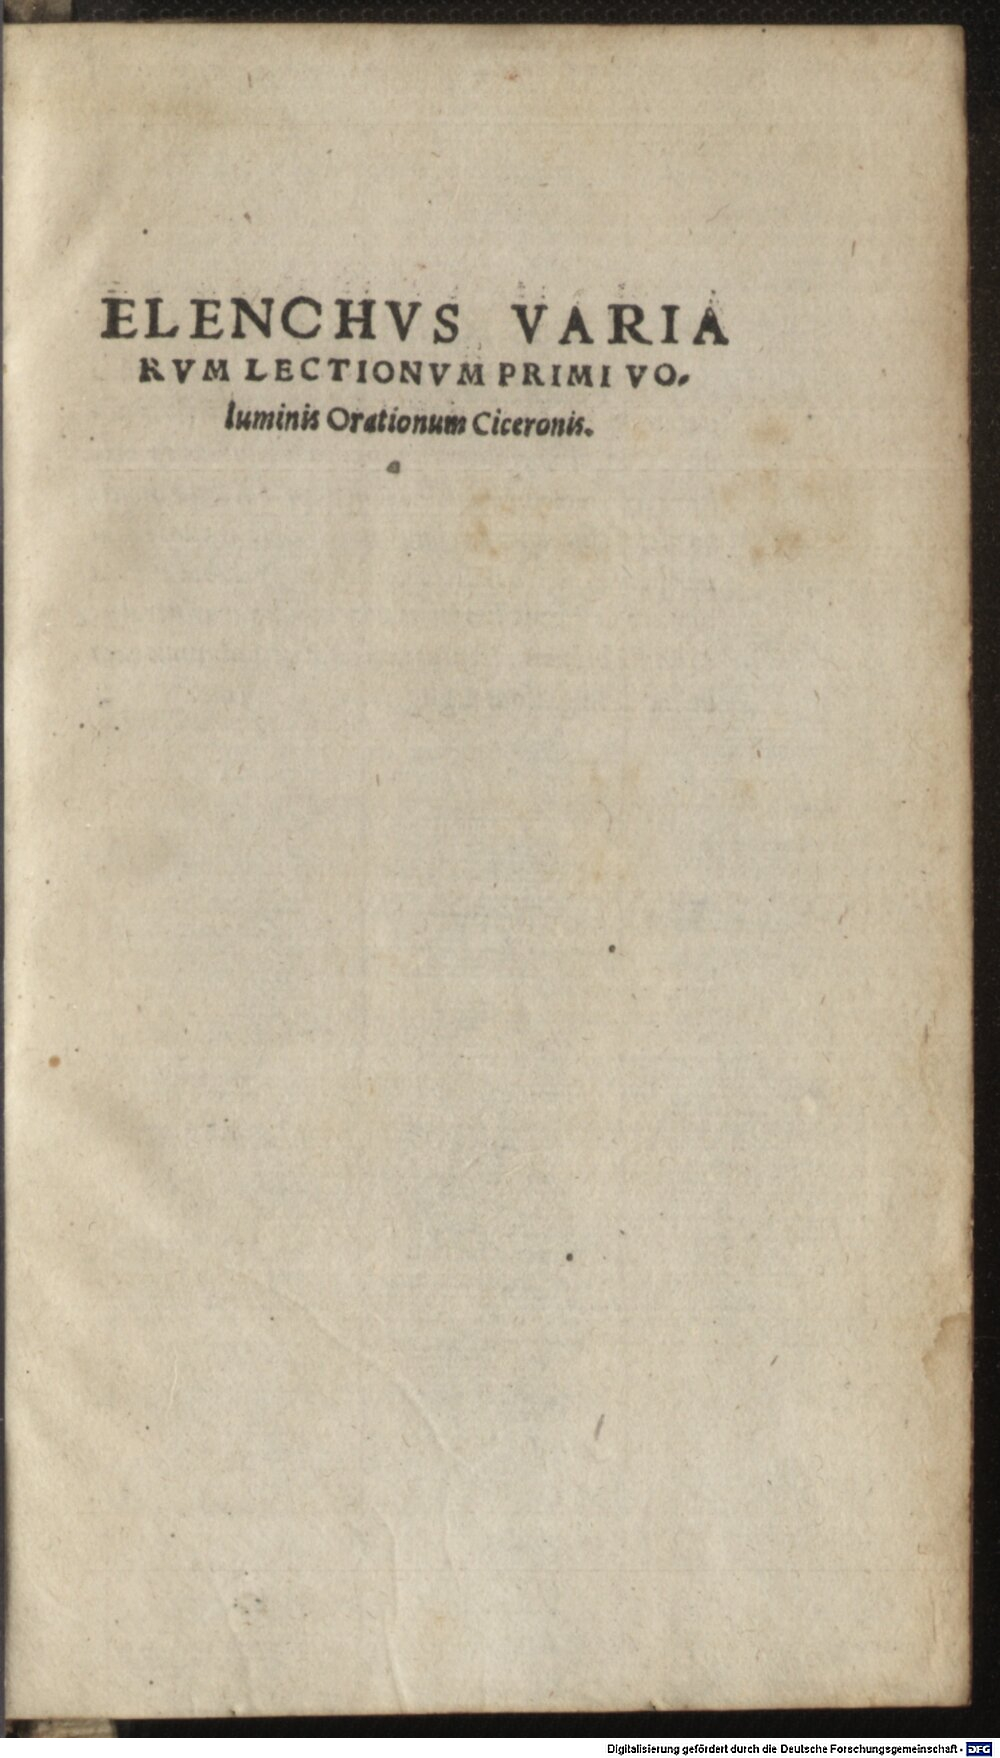 ELENCHVS VARIA
RVM LECTIONVM PRIMI VO-
luminis Orationum Ciceronis.
Digitalisierung gefördert durch die Deutsche Forschungsgemeinschaft - DFG